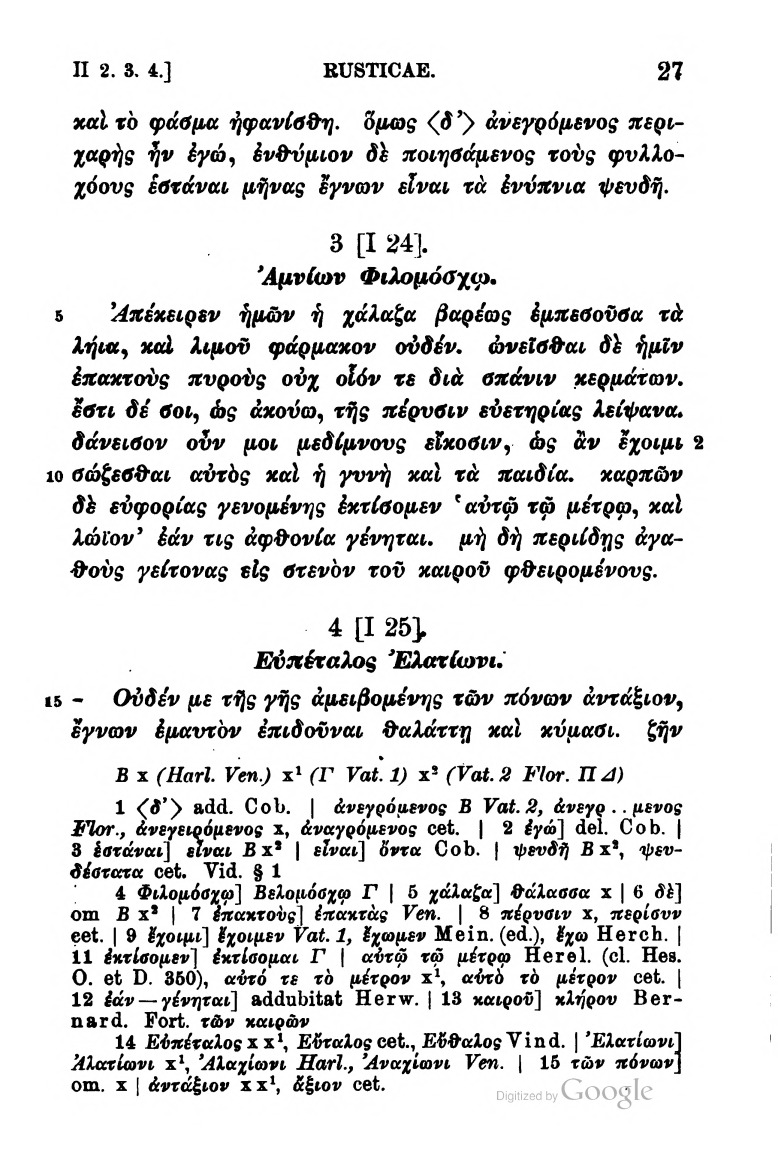 II 2. 3. 4.] RUSTICAE. 27
καὶ τὸ φάσμα ἠφανίσθη. ὅμως ⟨δ’⟩ ἀνεγρόμενος περι-
χαρὴς ἦν ἐγώ, ἐνθύμιον δὲ ποιησάμενος τοὺς φυλλο-
χόους ἑστάναι μῆνας ἔγνων εἶναι τὰ ἐνύπνια ψευδῆ.
3 [I 24].
Ἀμνίων Φιλομόσχῳ.
5 Ἀπέκειρεν ἡμῶν ἡ χάλαζα βαρέως ἐμπεσοῦσα τὰ
λήια, καὶ λιμοῦ φάρμακον οὐδέν. ὠνεῖσθαι δὲ ἡμῖν
ἐπακτοὺς πυροὺς οὐχ οἷόν τε διὰ σπάνιν κερμάτων.
ἔστι δέ σοι, ὡς ἀκούω, τῆς πέρυσιν εὐετηρίας λείψανα.
δάνεισον οὖν μοι μεδίμνους εἴκοσιν, ὡς ἂν ἔχοιμι 2
10 σώζεσθαι αὐτὸς καὶ ἡ γυνὴ καὶ τὰ παιδία. καρπῶν
δὲ εὐφορίας γενομένης ἐκτίσομεν ‘αὐτῷ τῷ μέτρῳ, καὶ
λώϊον’ ἐάν τις ἀφθονία γένηται. μὴ δὴ περιίδῃς ἀγα-
θοὺς γείτονας εἰς στενὸν τοῦ καιροῦ φθειρομένους.
4 [I 25].
Εὐπέταλος Ἐλατίωνι.
15 – Οὐδέν με τῆς γῆς ἀμειβομένης τῶν πόνων ἀντάξιον,
ἔγνων ἐμαυτὸν ἐπιδοῦναι θαλάττῃ καὶ κύμασι. ζῆν
B x (Harl. Ven.) x¹ (Γ Vat. 1) x² (Vat. 2 Flor. Π Δ)
1 ⟨δ’⟩ add. Cob. | ἀνεγρόμενος B Vat. 2, ἀνεγρ . . μενος
Flor., ἀνεγειρόμενος x, ἀναγρόμενος cet. | 2 ἐγώ] del. Cob. |
3 ἑστάναι] εἶναι B x² | εἶναι] ὄντα Cob. | ψευδῆ B x², ψευ-
δέστατα cet. Vid. § 1
4 Φιλομόσχῳ] Βελομόσχῳ Γ | 5 χάλαζα] θάλασσα x | 6 δὲ]
om B x² | 7 ἐπακτοὺς] ἐπακτὰς Ven. | 8 πέρυσιν x, περίσυν
cet. | 9 ἔχοιμι] ἔχοιμεν Vat. 1, ἔχωμεν Mein. (ed.), ἔχω Herch. |
11 ἐκτίσομεν] ἐκτίσομαι Γ | αὐτῷ τῷ μέτρῳ Herel. (cl. Hes.
O. et D. 350), αὐτό τε τὸ μέτρον x¹, αὐτὸ τὸ μέτρον cet. |
12 ἐάν — γένηται] addubitat Herw. | 13 καιροῦ] κλήρου Ber-
nard. Fort. τῶν καιρῶν
14 Εὐπέταλος x x¹, Εὔταλος cet., Εὔθαλος Vind. | Ἐλατίωνι]
Ἀλατίωνι x¹, Ἀλαχίωνι Harl., Ἀναχίωνι Ven. | 15 τῶν πόνων]
om. x | ἀντάξιον x x¹, ἄξιον cet.
Digitized by Google